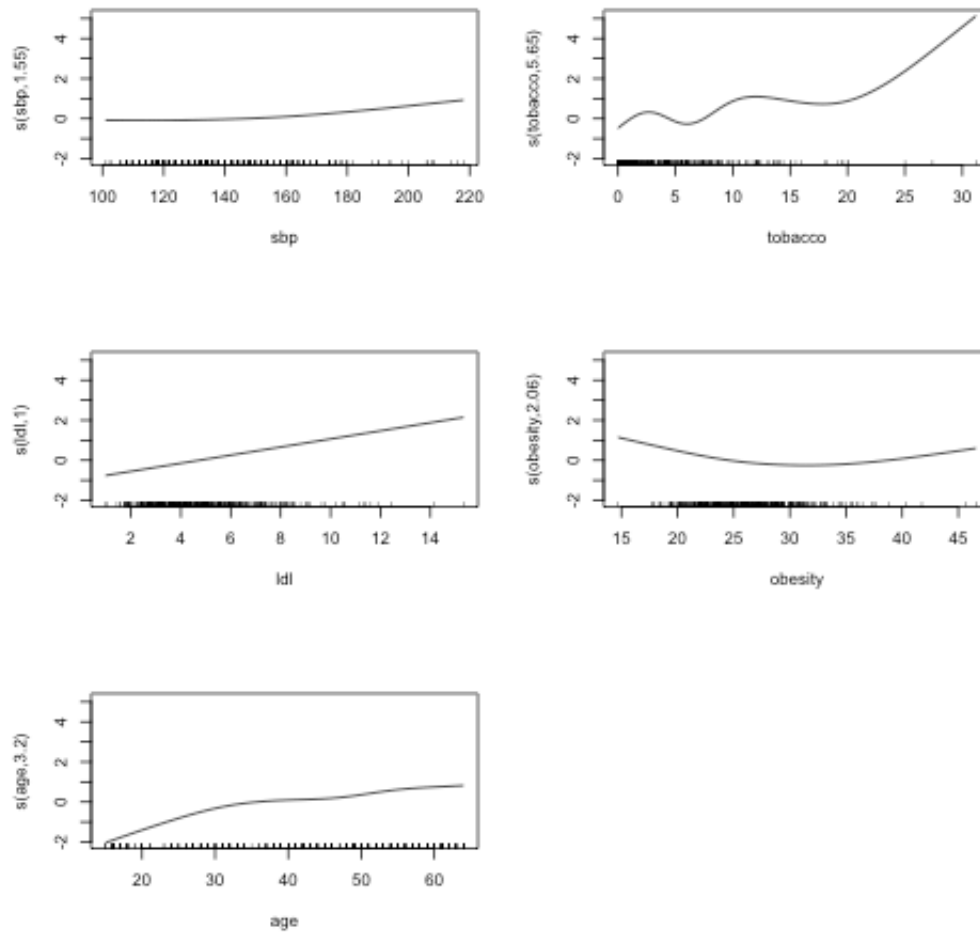 s(sbp,1.55)
-2 0 2 4
100 120 140 160 180 200 220
sbp
s(tobacco,5.65)
-2 0 2 4
0 5 10 15 20 25 30
tobacco
s(ldl,1)
-2 0 2 4
2 4 6 8 10 12 14
ldl
s(obesity,2.06)
-2 0 2 4
15 20 25 30 35 40 45
obesity
s(age,3.2)
-2 0 2 4
20 30 40 50 60
age